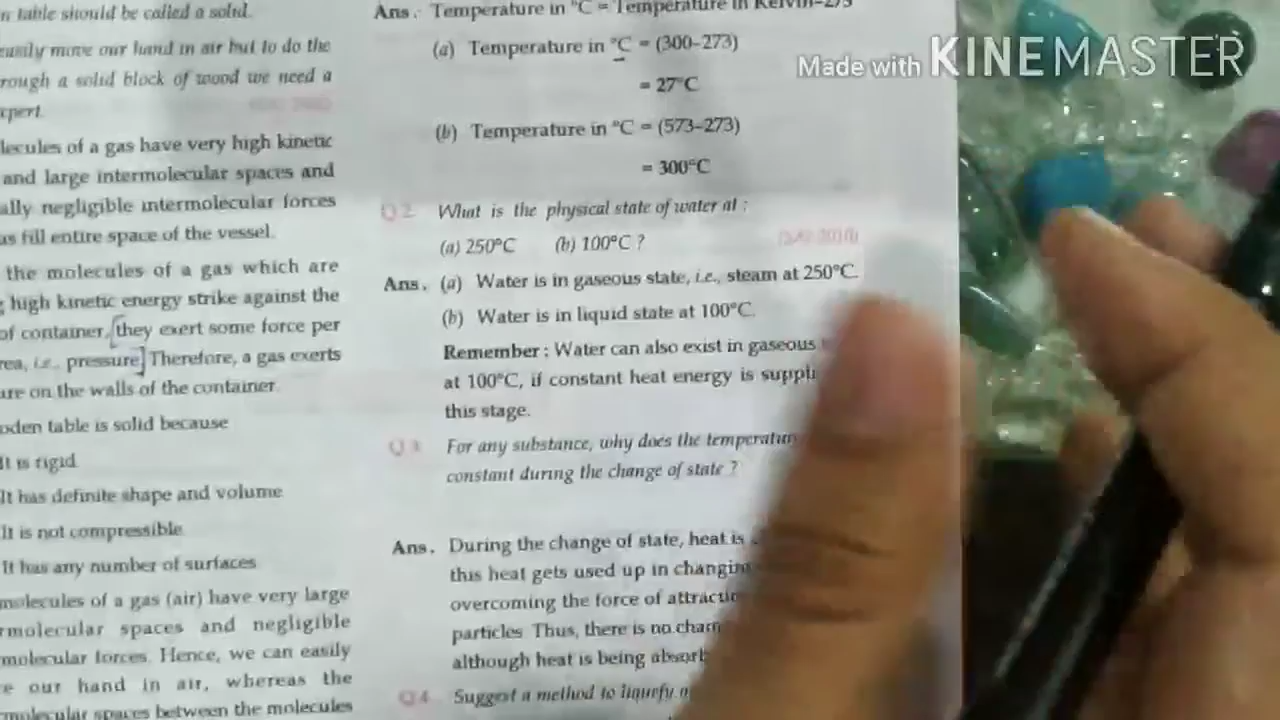 n table should be called a solid.
easily move our hand in air but to do the
rough a solid block of wood we need a
xpert.
lecules of a gas have very high kinetic
and large intermolecular spaces and
ally negligible intermolecular forces
as fill entire space of the vessel.
the molecules of a gas which are
high kinetic energy strike against the
of container, [they exert some force per
rea, i.e., pressure] Therefore, a gas exerts
ure on the walls of the container.
oden table is solid because
It is rigid
It has definite shape and volume
It is not compressible
It has any number of surfaces
molecules of a gas (air) have very large
rmolecular spaces and negligible
molecular forces. Hence, we can easily
e our hand in air, whereas the
molecular spaces between the molecules
Ans. Temperature in °C = Temperature in Kelvin–273
(a) Temperature in °C = (300–273)
= 27°C
(b) Temperature in °C = (573–273)
= 300°C
Q 2. What is the physical state of water at :
(a) 250°C (b) 100°C ?
Ans. (a) Water is in gaseous state, i.e., steam at 250°C.
(b) Water is in liquid state at 100°C.
Remember : Water can also exist in gaseous
at 100°C, if constant heat energy is suppli
this stage.
Q 3. For any substance, why does the temperatur
constant during the change of state ?
Ans. During the change of state, heat is
this heat gets used up in changing
overcoming the force of attractio
particles. Thus, there is no chan
although heat is being absorb
Q 4. Suggest a method to liquefy
Made with KINEMASTER